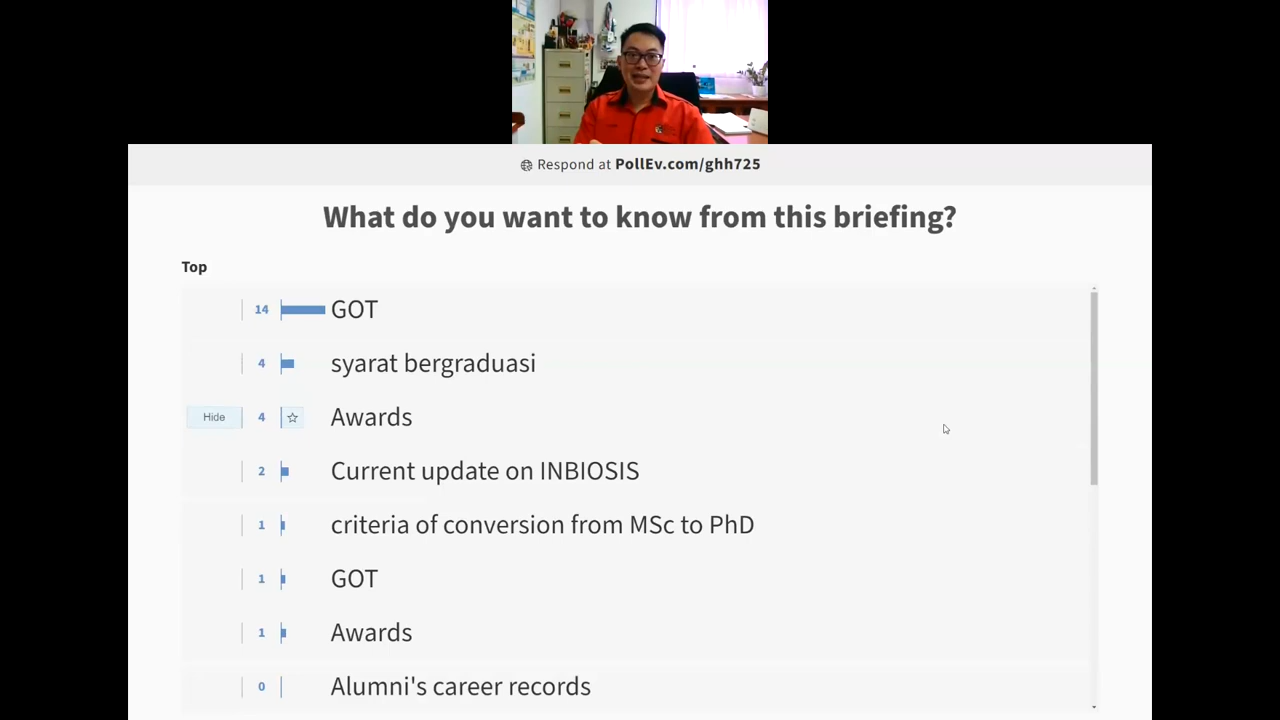 Respond at PollEv.com/ghh725
What do you want to know from this briefing?
Top
14 GOT
4 syarat bergraduasi
Hide 4 Awards
2 Current update on INBIOSIS
1 criteria of conversion from MSc to PhD
1 GOT
1 Awards
0 Alumni's career records